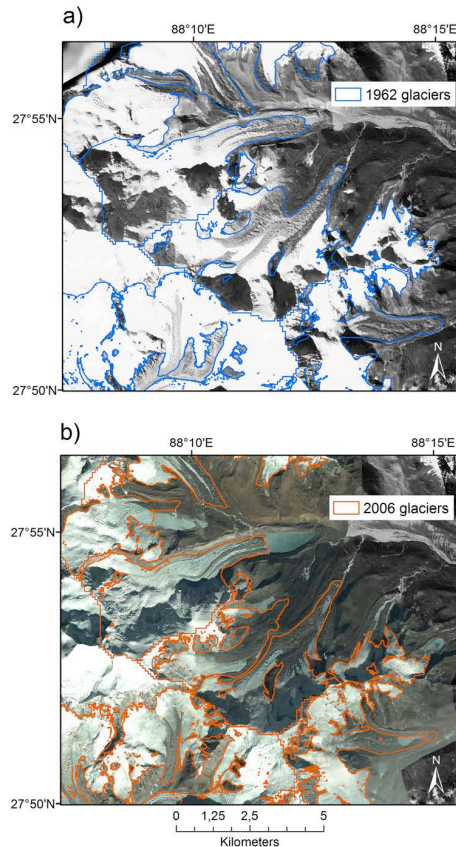 a)
88°10'E
88°15'E
27°55'N
1962 glaciers
N
27°50'N
b)
88°10'E
88°15'E
27°55'N
2006 glaciers
N
27°50'N
0 1,25 2,5 5
Kilometers